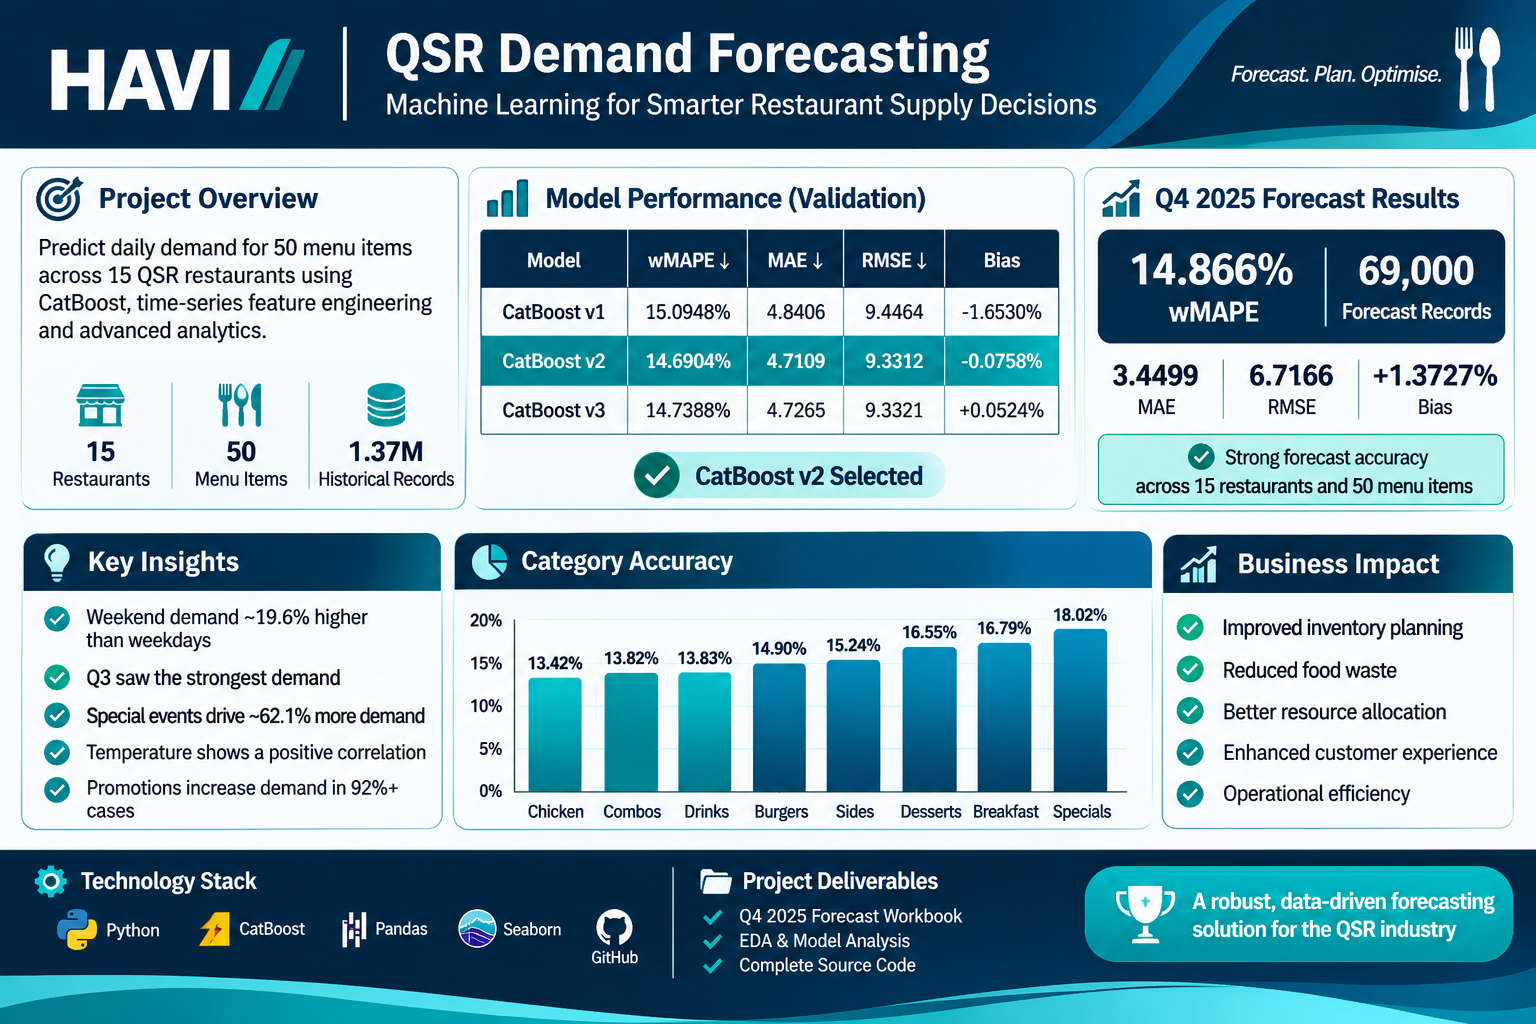 HAVI
QSR Demand Forecasting
Machine Learning for Smarter Restaurant Supply Decisions
Forecast. Plan. Optimise.
Project Overview
Predict daily demand for 50 menu items
across 15 QSR restaurants using
CatBoost, time-series feature engineering
and advanced analytics.
15
Restaurants
50
Menu Items
1.37M
Historical Records
Model Performance (Validation)
Model wMAPE ↓ MAE ↓ RMSE ↓ Bias
CatBoost v1 15.0948% 4.8406 9.4464 -1.6530%
CatBoost v2 14.6904% 4.7109 9.3312 -0.0758%
CatBoost v3 14.7388% 4.7265 9.3321 +0.0524%
CatBoost v2 Selected
Q4 2025 Forecast Results
14.866%
wMAPE
69,000
Forecast Records
3.4499
MAE
6.7166
RMSE
+1.3727%
Bias
Strong forecast accuracy
across 15 restaurants and 50 menu items
Key Insights
Weekend demand ~19.6% higher
than weekdays
Q3 saw the strongest demand
Special events drive ~62.1% more demand
Temperature shows a positive correlation
Promotions increase demand in 92%+
cases
Category Accuracy
20%
15%
10%
5%
0%
13.42% 13.82% 13.83% 14.90% 15.24% 16.55% 16.79% 18.02%
Chicken Combos Drinks Burgers Sides Desserts Breakfast Specials
Business Impact
Improved inventory planning
Reduced food waste
Better resource allocation
Enhanced customer experience
Operational efficiency
Technology Stack
Python
CatBoost
Pandas
Seaborn
GitHub
Project Deliverables
Q4 2025 Forecast Workbook
EDA & Model Analysis
Complete Source Code
A robust, data-driven forecasting
solution for the QSR industry